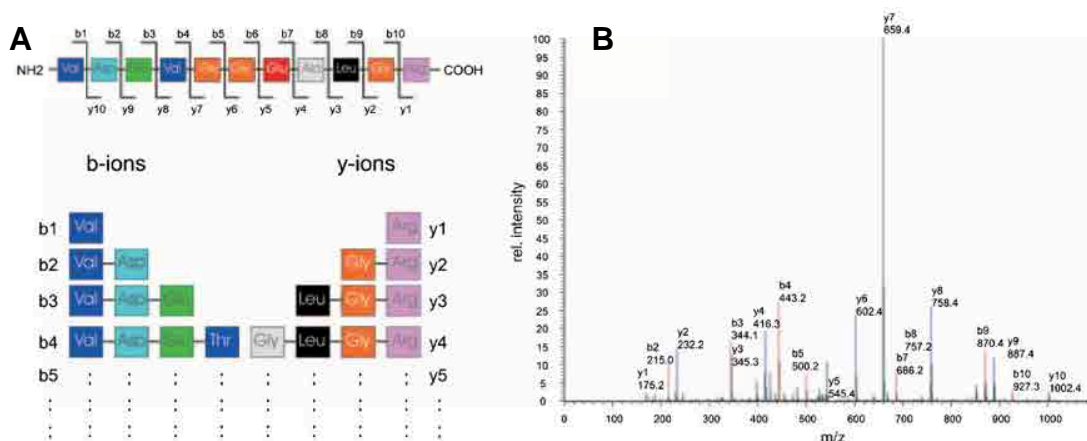 A
b1 b2 b3 b4 b5 b6 b7 b8 b9 b10
NH2 Val Asp Val Gly Gly Glu Ala Leu Gly Arg COOH
y10 y9 y8 y7 y6 y5 y4 y3 y2 y1
b-ions y-ions
b1 Val Arg y1
b2 Val Asp Gly Arg y2
b3 Val Asp Leu Gly Arg y3
b4 Val Asp Thr Gly Leu Gly Arg y4
b5 y5
B
rel. intensity
100
95
90
85
80
75
70
65
60
55
50
45
40
35
30
25
20
15
10
5
0
y7
659.4
b4
443.2
y8
758.4
y6
602.4
b3
344.1
y4
416.3
y2
232.2
b2
215.0
y3
345.3
y1
175.2
b5
500.2
y5
545.4
b8
757.2
b7
686.2
b9
870.4
y9
887.4
b10
927.3
y10
1002.4
0 100 200 300 400 500 600 700 800 900 1000
m/z